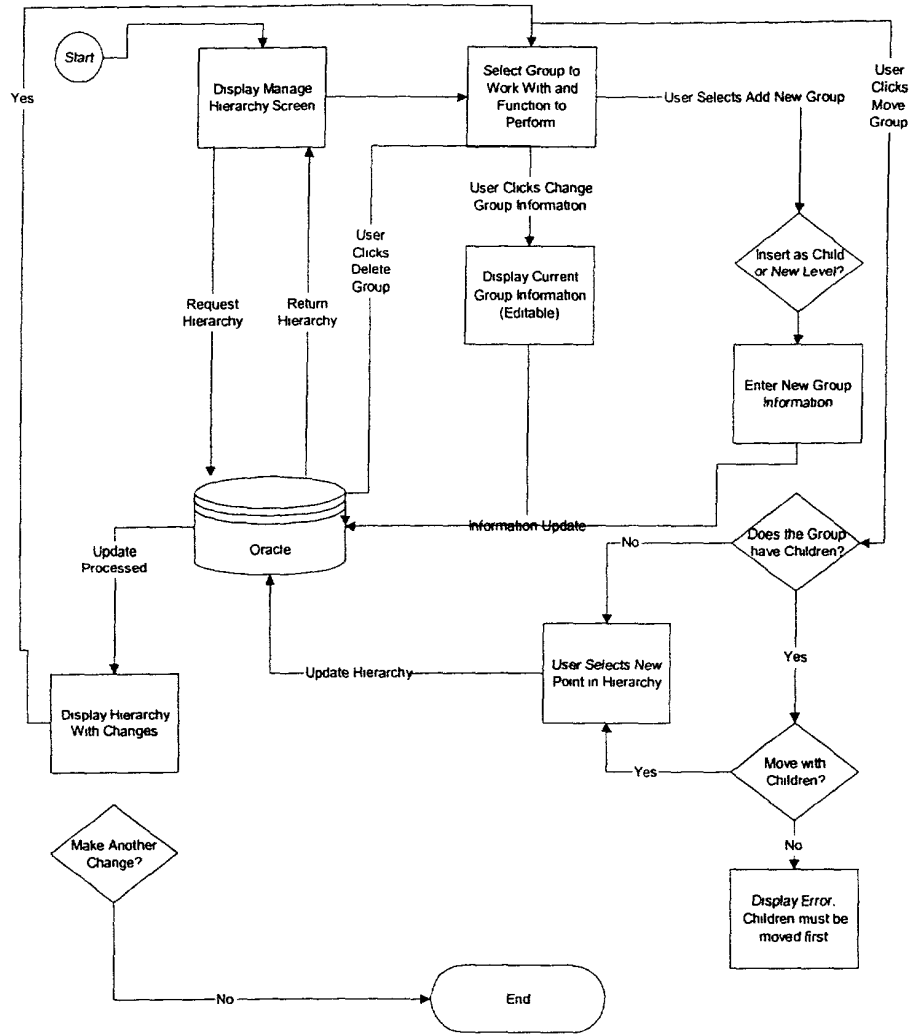 Start
Yes
Display Manage
Hierarchy Screen
Select Group to
Work With and
Function to
Perform
User Selects Add New Group
User
Clicks
Move
Group
User Clicks Change
Group Information
User
Clicks
Delete
Group
Insert as Child
or New Level?
Display Current
Group Information
(Editable)
Request
Hierarchy
Return
Hierarchy
Enter New Group
Information
Oracle
Information Update
Does the Group
have Children?
No
Update
Processed
Yes
User Selects New
Point in Hierarchy
Update Hierarchy
Display Hierarchy
With Changes
Move with
Children?
Yes
No
Make Another
Change?
Display Error.
Children must be
moved first
No
End